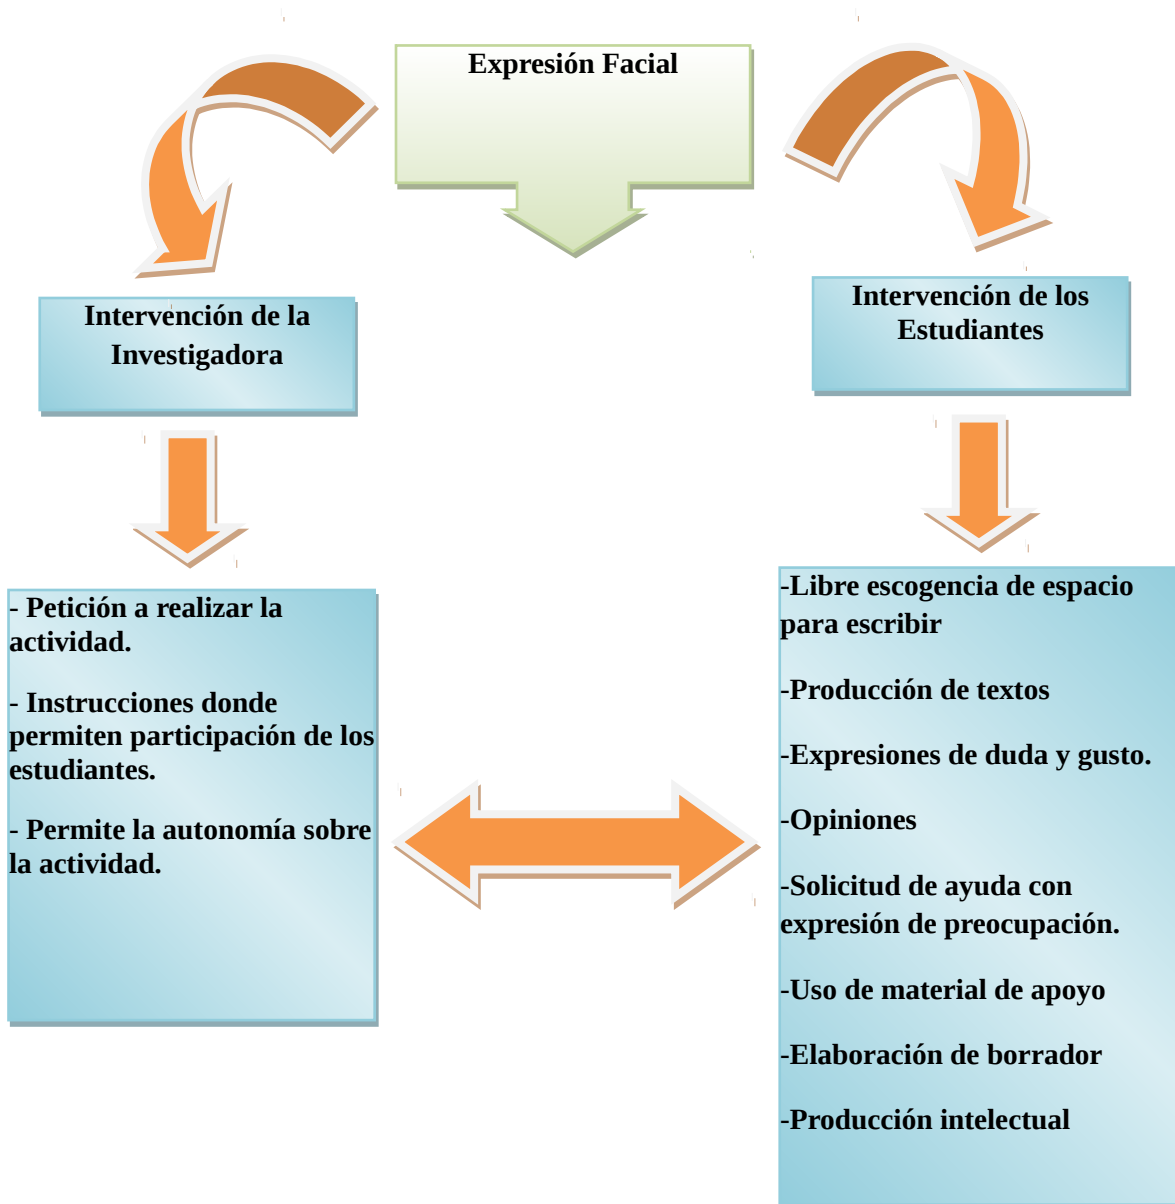 Expresión Facial
Intervención de la
Investigadora
Intervención de los
Estudiantes
- Petición a realizar la
actividad.
- Instrucciones donde
permiten participación de los
estudiantes.
- Permite la autonomía sobre
la actividad.
-Libre escogencia de espacio
para escribir
-Producción de textos
-Expresiones de duda y gusto.
-Opiniones
-Solicitud de ayuda con
expresión de preocupación.
-Uso de material de apoyo
-Elaboración de borrador
-Producción intelectual